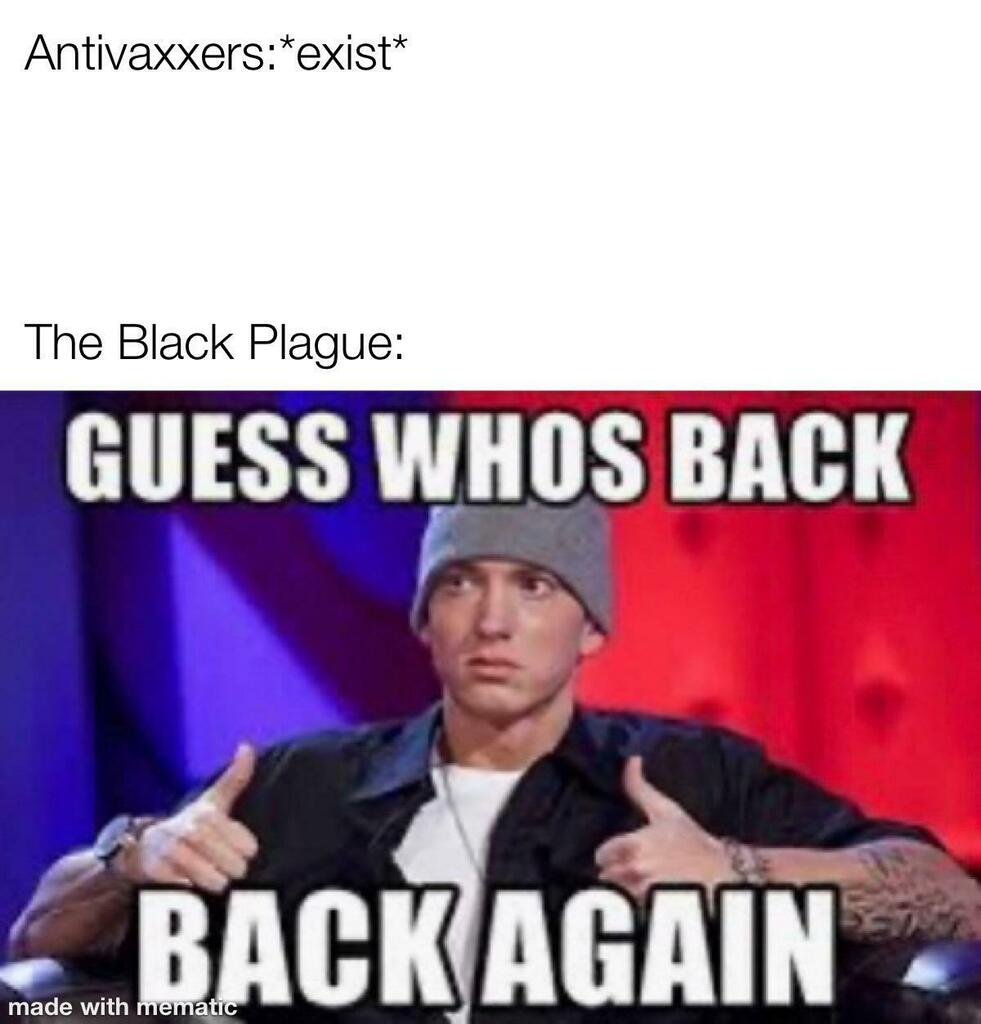 Antivaxxers:*exist*
The Black Plague:
GUESS WHOS BACK
BACK AGAIN
made with mematic